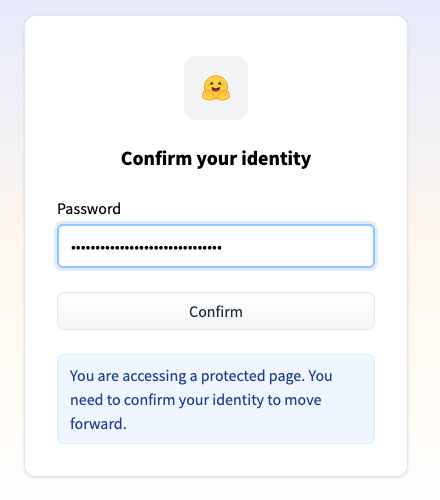 Confirm your identity
Password
•••••••••••••••••••••••••••••••
Confirm
You are accessing a protected page. You
need to confirm your identity to move
forward.